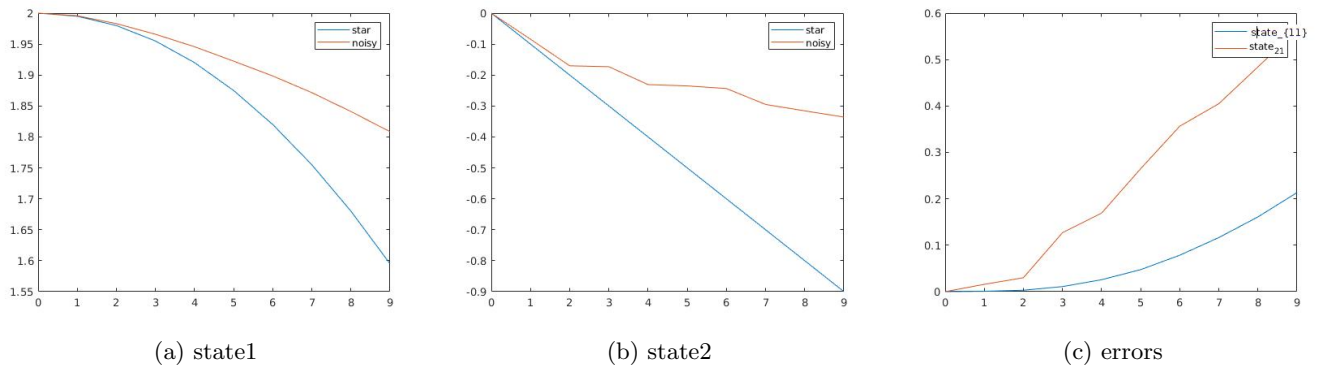 2
1.95
1.9
1.85
1.8
1.75
1.7
1.65
1.6
1.55
0 1 2 3 4 5 6 7 8 9
star
noisy
(a) state1
0
-0.1
-0.2
-0.3
-0.4
-0.5
-0.6
-0.7
-0.8
-0.9
0 1 2 3 4 5 6 7 8 9
star
noisy
(b) state2
0.6
0.5
0.4
0.3
0.2
0.1
0
0 1 2 3 4 5 6 7 8 9
state_{11}
state21
(c) errors